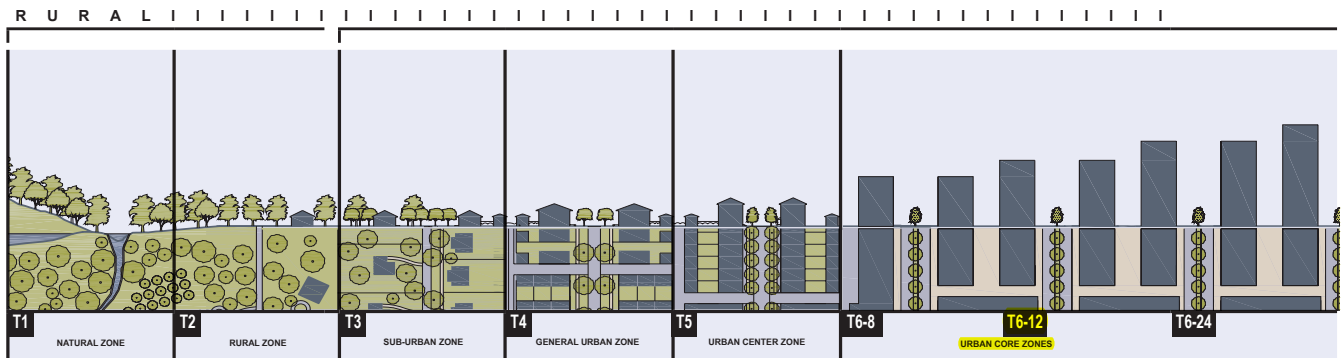 R U R A L I I I I I I I I I I I I I I I I I I I I I I I I I I I I I I I I I I I I I I I I I I
T1 T2 T3 T4 T5 T6-8 T6-12 T6-24
NATURAL ZONE RURAL ZONE SUB-URBAN ZONE GENERAL URBAN ZONE URBAN CENTER ZONE URBAN CORE ZONES